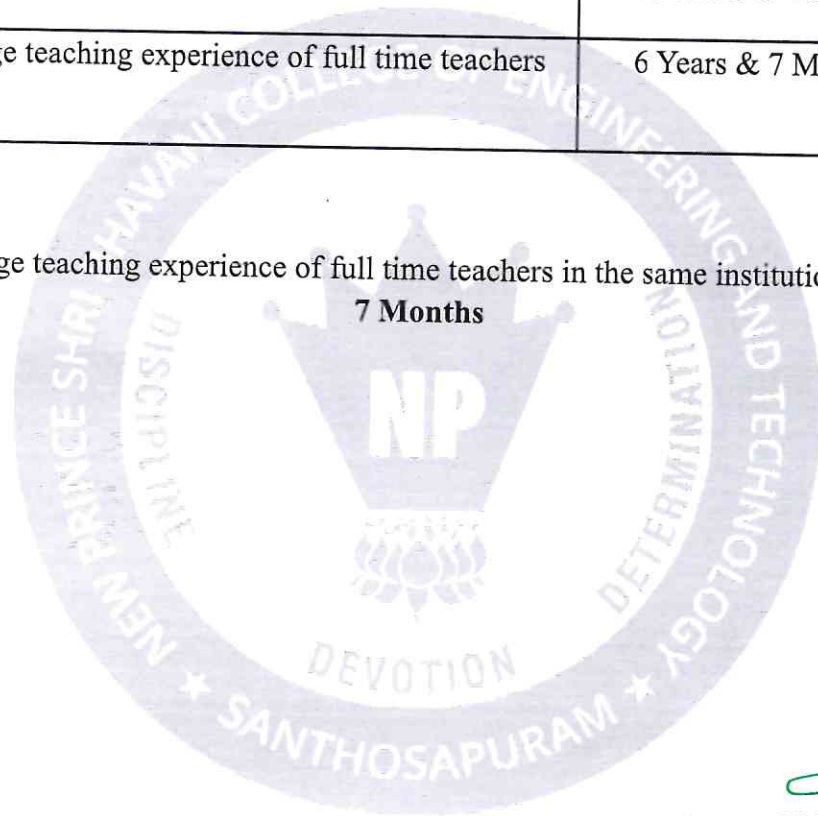 ge teaching experience of full time teachers
6 Years & 7 M
ge teaching experience of full time teachers in the same institutio
7 Months
NEW PRINCE SHRI BHAVANI COLLEGE OF ENGINEERING AND TECHNOLOGY
DISCIPLINE
NP
DETERMINATION
DEVOTION
★ SANTHOSAPURAM ★